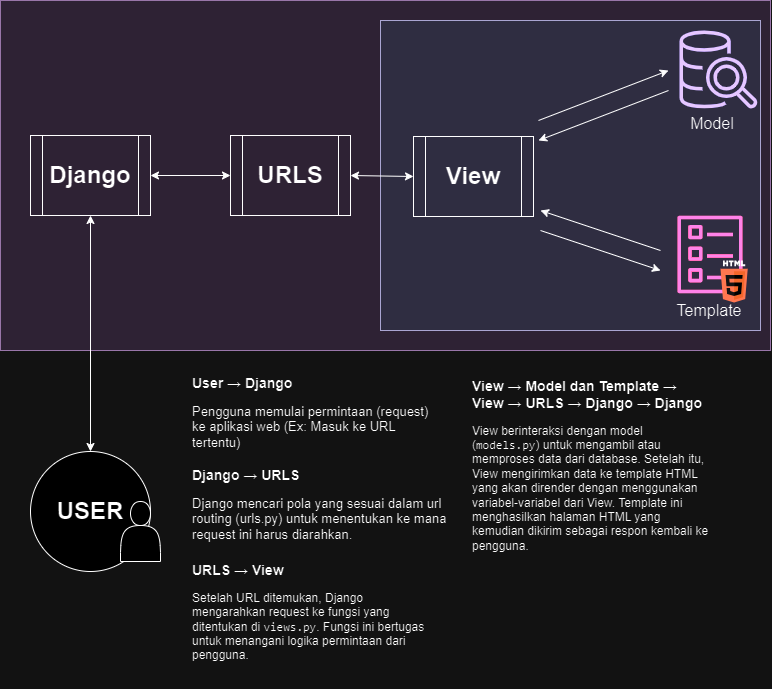 Model
Django
URLS
View
HTML
5
Template
USER
User → Django
Pengguna memulai permintaan (request)
ke aplikasi web (Ex: Masuk ke URL
tertentu)
Django → URLS
Django mencari pola yang sesuai dalam url
routing (urls.py) untuk menentukan ke mana
request ini harus diarahkan.
URLS → View
Setelah URL ditemukan, Django
mengarahkan request ke fungsi yang
ditentukan di views.py. Fungsi ini bertugas
untuk menangani logika permintaan dari
pengguna.
View → Model dan Template →
View → URLS → Django → Django
View berinteraksi dengan model
(models.py) untuk mengambil atau
memproses data dari database. Setelah itu,
View mengirimkan data ke template HTML
yang akan dirender dengan menggunakan
variabel-variabel dari View. Template ini
menghasilkan halaman HTML yang
kemudian dikirim sebagai respon kembali ke
pengguna.